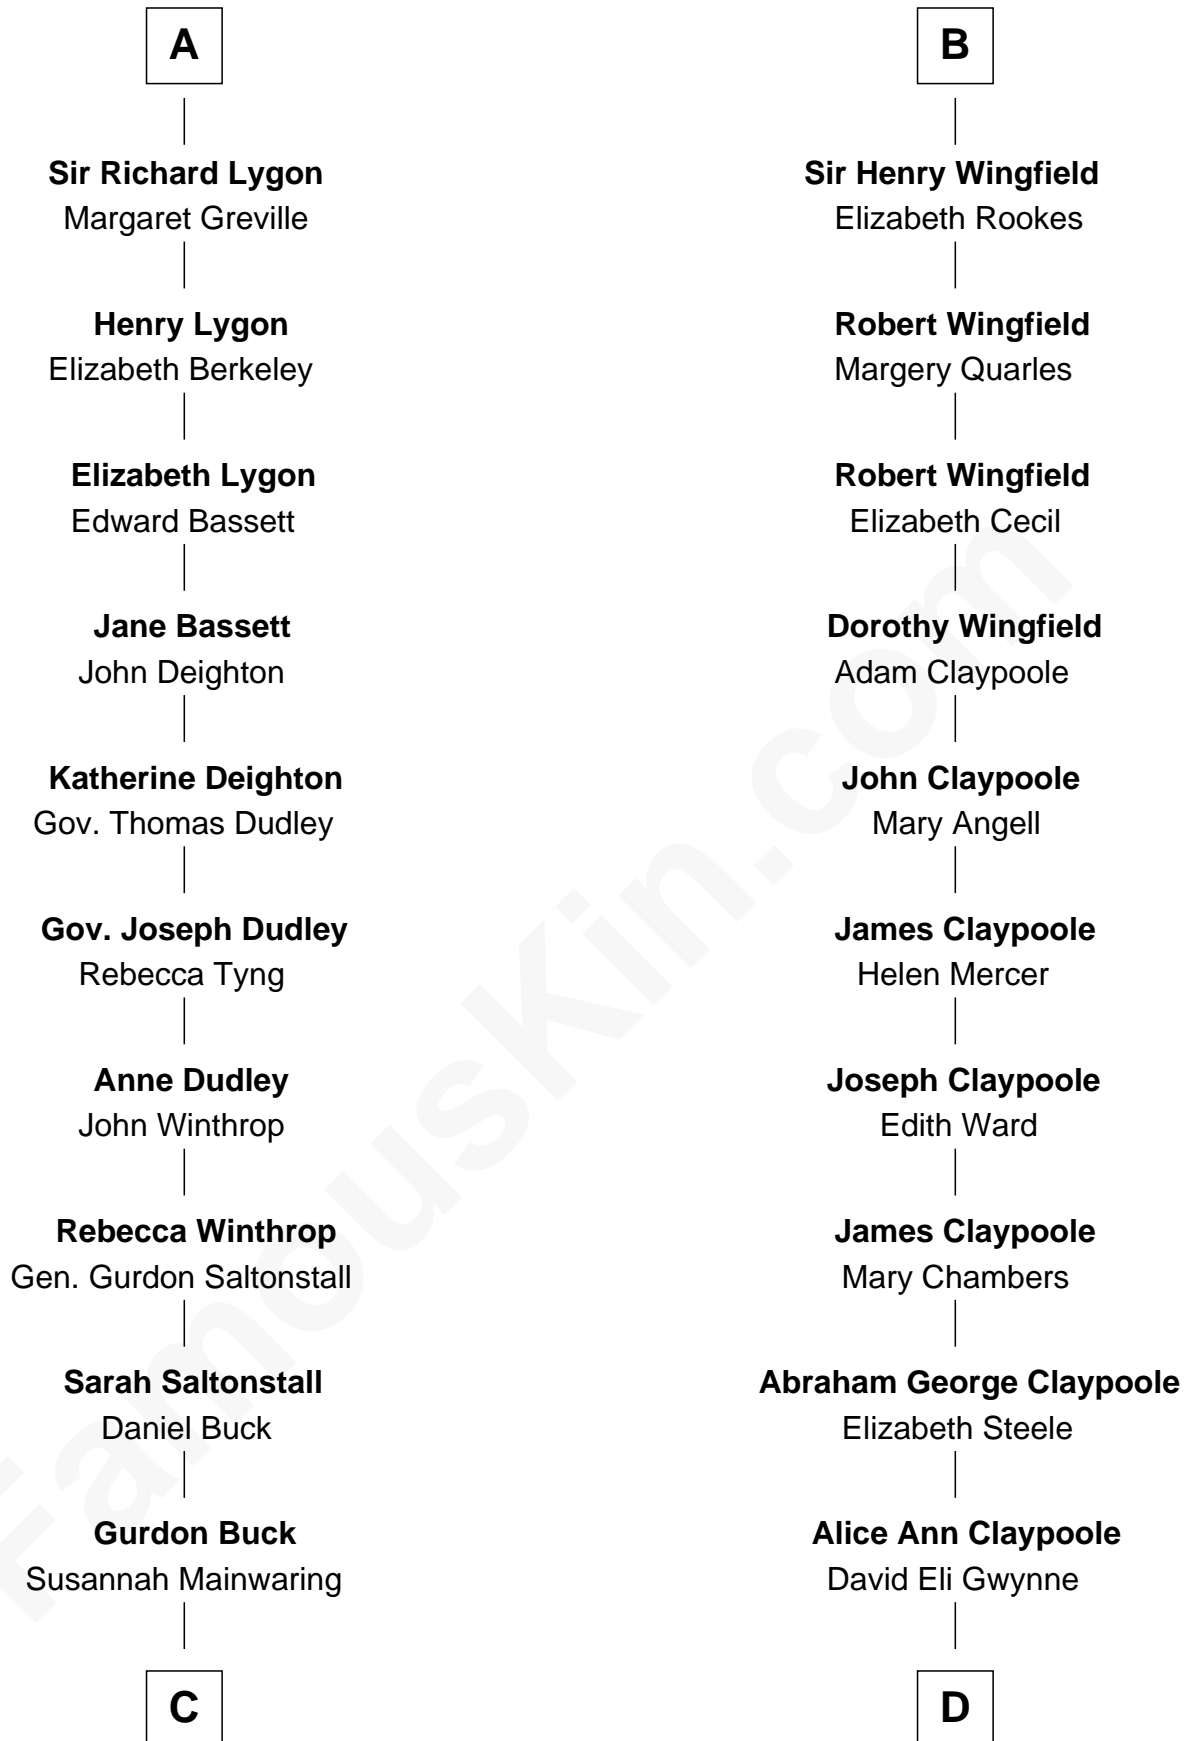 A
Sir Richard Lygon
Margaret Greville
Henry Lygon
Elizabeth Berkeley
Elizabeth Lygon
Edward Bassett
Jane Bassett
John Deighton
Katherine Deighton
Gov. Thomas Dudley
Gov. Joseph Dudley
Rebecca Tyng
Anne Dudley
John Winthrop
Rebecca Winthrop
Gen. Gurdon Saltonstall
Sarah Saltonstall
Daniel Buck
Gurdon Buck
Susannah Mainwaring
C
B
Sir Henry Wingfield
Elizabeth Rookes
Robert Wingfield
Margery Quarles
Robert Wingfield
Elizabeth Cecil
Dorothy Wingfield
Adam Claypoole
John Claypoole
Mary Angell
James Claypoole
Helen Mercer
Joseph Claypoole
Edith Ward
James Claypoole
Mary Chambers
Abraham George Claypoole
Elizabeth Steele
Alice Ann Claypoole
David Eli Gwynne
D
FamousKin.com